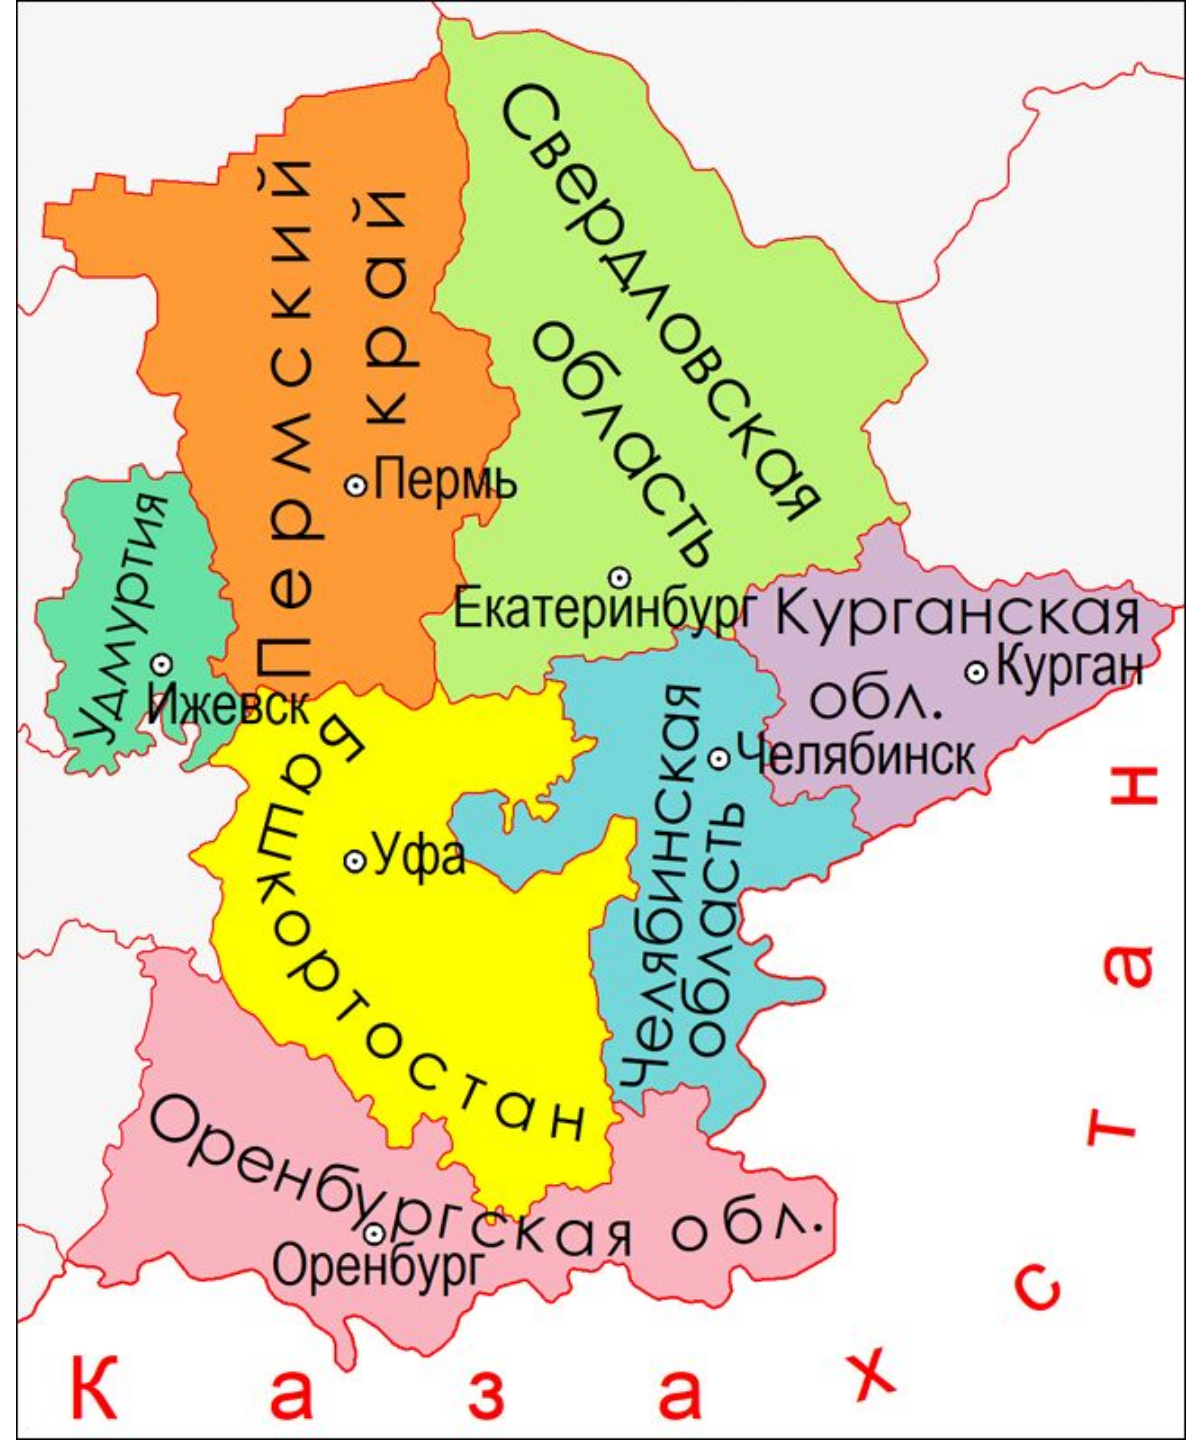 Свердловская
область
Пермский
край
Пермь
Удмуртия
Ижевск
Екатеринбург
Курганская
обл.
Курган
Челябинская
область
Челябинск
Башкортостан
Уфа
Оренбургская обл.
Оренбург
Казахстан